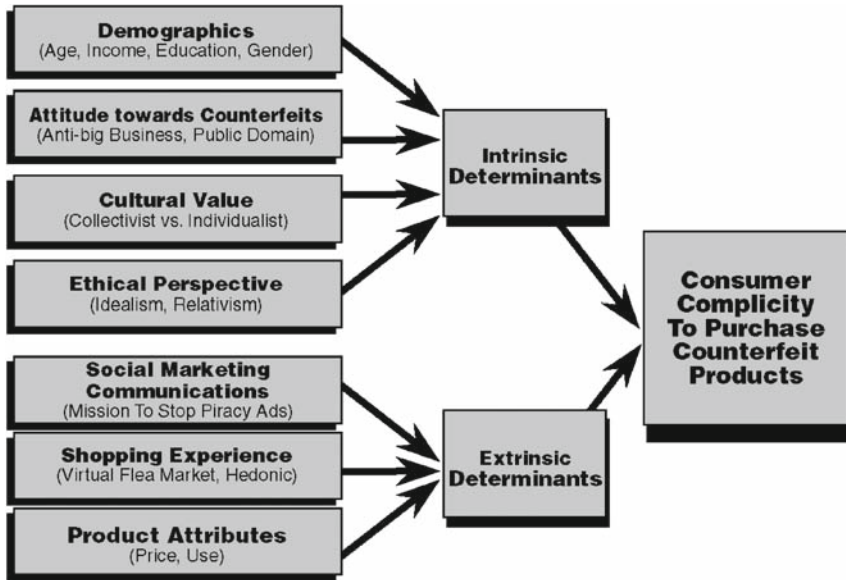 Demographics
(Age, Income, Education, Gender)
Attitude towards Counterfeits
(Anti-big Business, Public Domain)
Cultural Value
(Collectivist vs. Individualist)
Ethical Perspective
(Idealism, Relativism)
Social Marketing
Communications
(Mission To Stop Piracy Ads)
Shopping Experience
(Virtual Flea Market, Hedonic)
Product Attributes
(Price, Use)
Intrinsic
Determinants
Extrinsic
Determinants
Consumer
Complicity
To Purchase
Counterfeit
Products